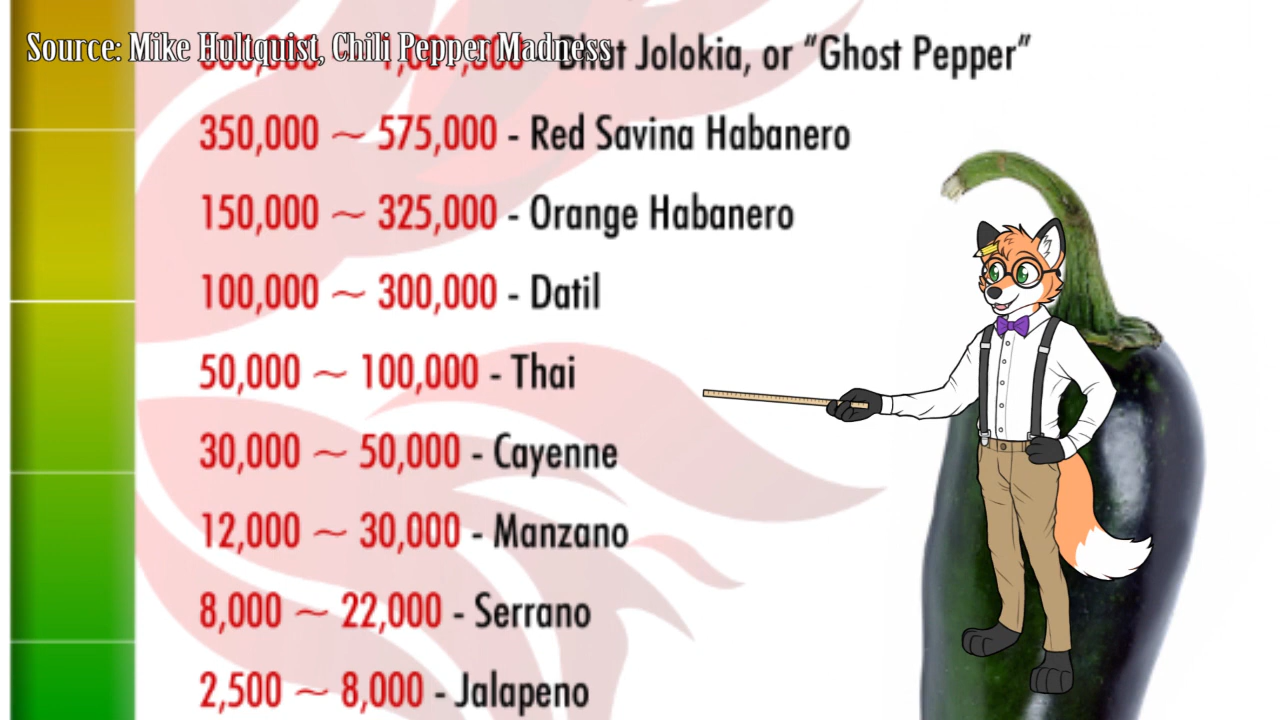 Source: Mike Hultquist, Chili Pepper Madness
Jolokia, or “Ghost Pepper”
350,000 ~ 575,000 - Red Savina Habanero
150,000 ~ 325,000 - Orange Habanero
100,000 ~ 300,000 - Datil
50,000 ~ 100,000 - Thai
30,000 ~ 50,000 - Cayenne
12,000 ~ 30,000 - Manzano
8,000 ~ 22,000 - Serrano
2,500 ~ 8,000 - Jalapeno